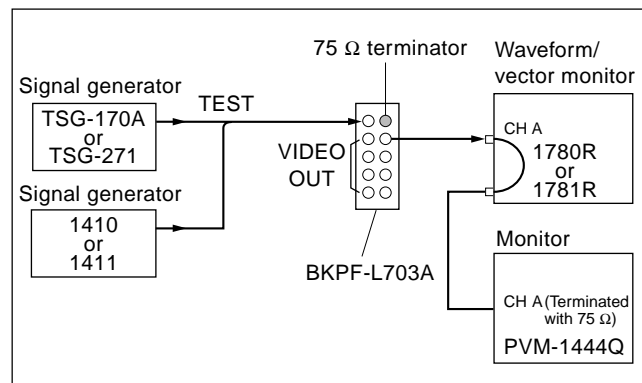 75 Ω terminator
Signal generator
TSG-170A
or
TSG-271
TEST
VIDEO
OUT
Signal generator
1410
or
1411
BKPF-L703A
Waveform/
vector monitor
CH A
1780R
or
1781R
Monitor
CH A (Terminated
with 75 Ω)
PVM-1444Q